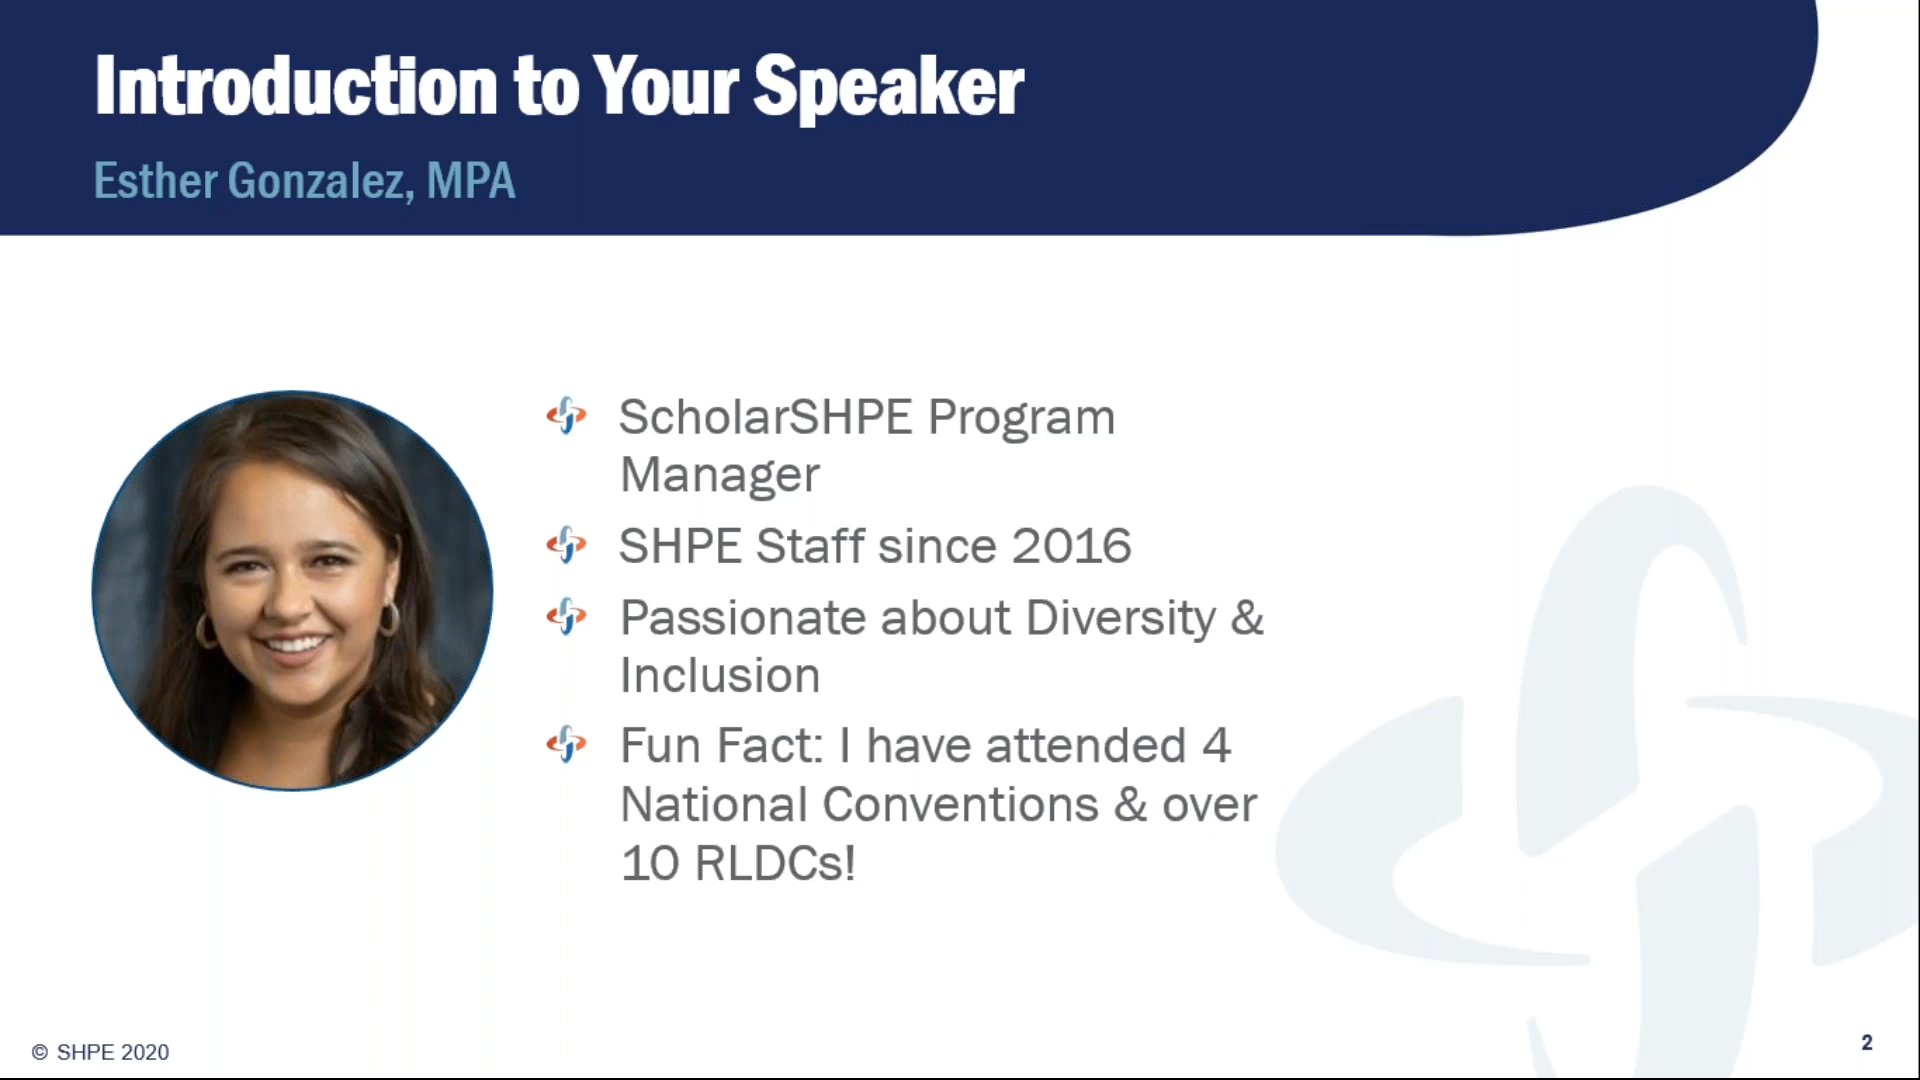 Introduction to Your Speaker
Esther Gonzalez, MPA
ScholarSHPE Program
Manager
SHPE Staff since 2016
Passionate about Diversity &
Inclusion
Fun Fact: I have attended 4
National Conventions & over
10 RLDCs!
© SHPE 2020
2